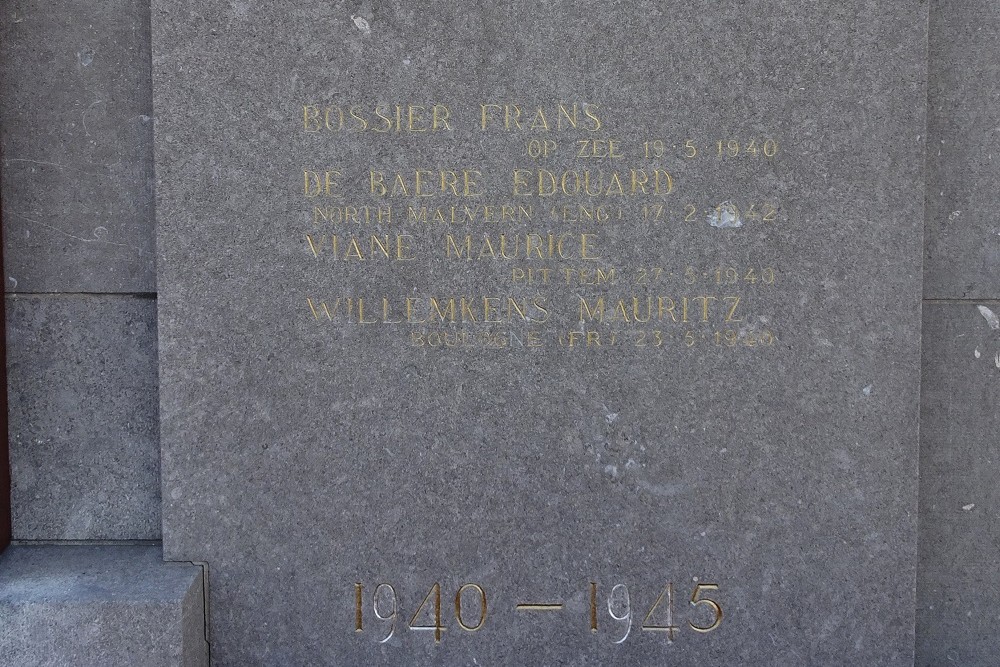 BOSSIER FRANS
OP ZEE 19·5·1940
DE BAERE EDOUARD
NORTH MALVERN (ENG) 17·2·1942
VIANE MAURICE
PITTEM 27·5·1940
WILLEMKENS MAURITZ
BOULOGNE (FR) 23·5·1940
1940 – 1945